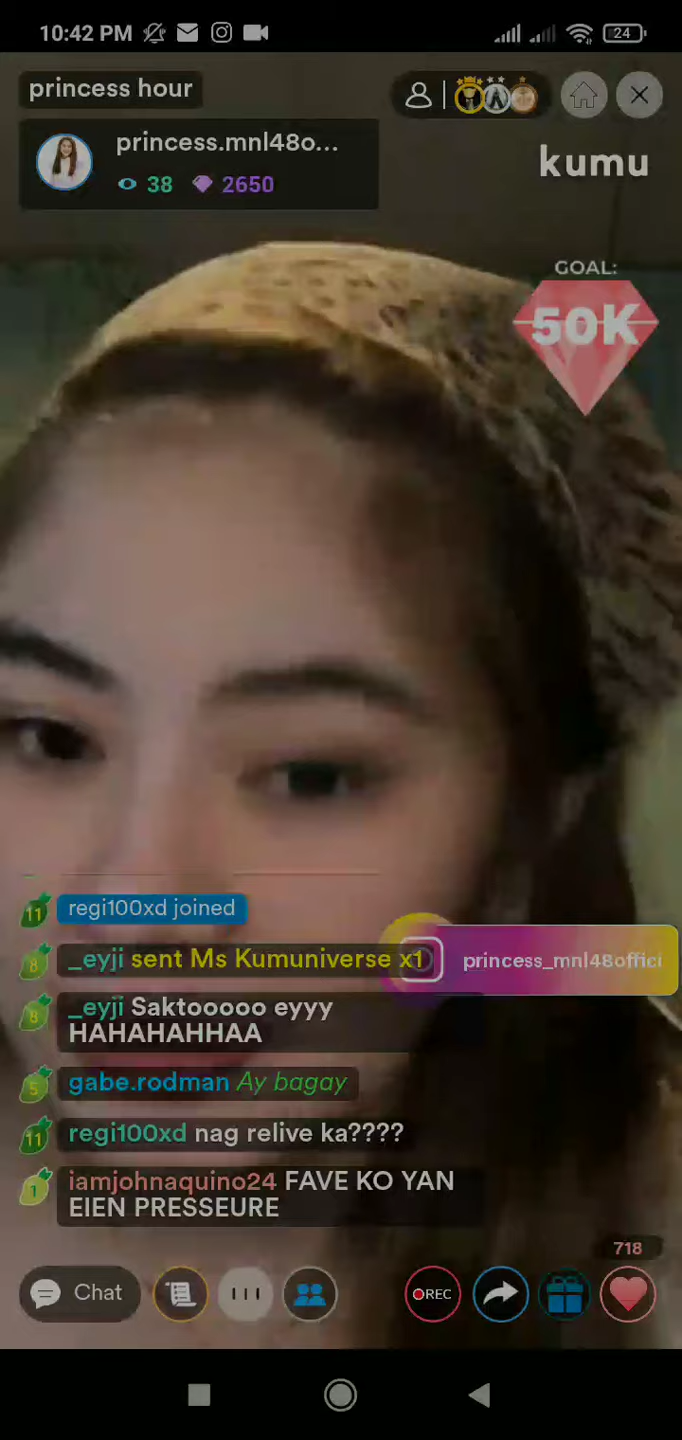 10:42 PM
24
princess hour
princess.mnl48o...
38
2650
kumu
GOAL:
50K
11 regi100xd joined
8 _eyji sent Ms Kumuniverse x1
princess_mnl48offici
8 _eyji Saktooooo eyyy
HAHAHAHHAA
5 gabe.rodman Ay bagay
11 regi100xd nag relive ka????
1 iamjohnaquino24 FAVE KO YAN
EIEN PRESSEURE
718
Chat
REC